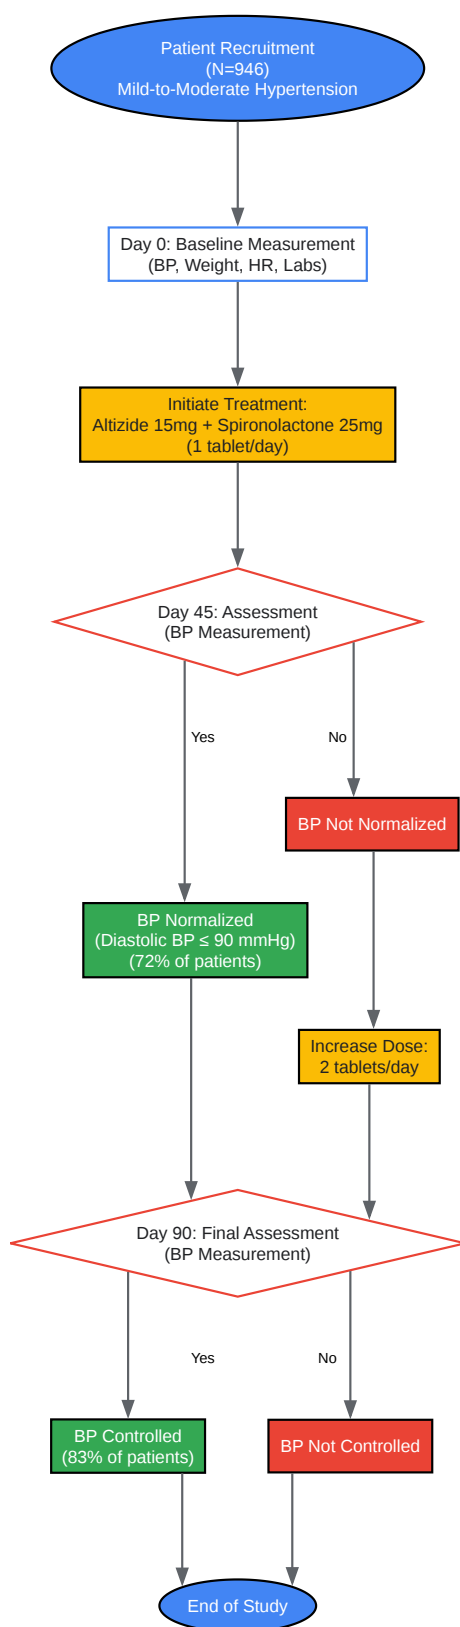 Patient Recruitment
(N=946)
Mild-to-Moderate Hypertension
Day 0: Baseline Measurement
(BP, Weight, HR, Labs)
Initiate Treatment:
Altizide 15mg + Spironolactone 25mg
(1 tablet/day)
Day 45: Assessment
(BP Measurement)
Yes
No
BP Not Normalized
BP Normalized
(Diastolic BP ≤ 90 mmHg)
(72% of patients)
Increase Dose:
2 tablets/day
Day 90: Final Assessment
(BP Measurement)
Yes
No
BP Controlled
(83% of patients)
BP Not Controlled
End of Study